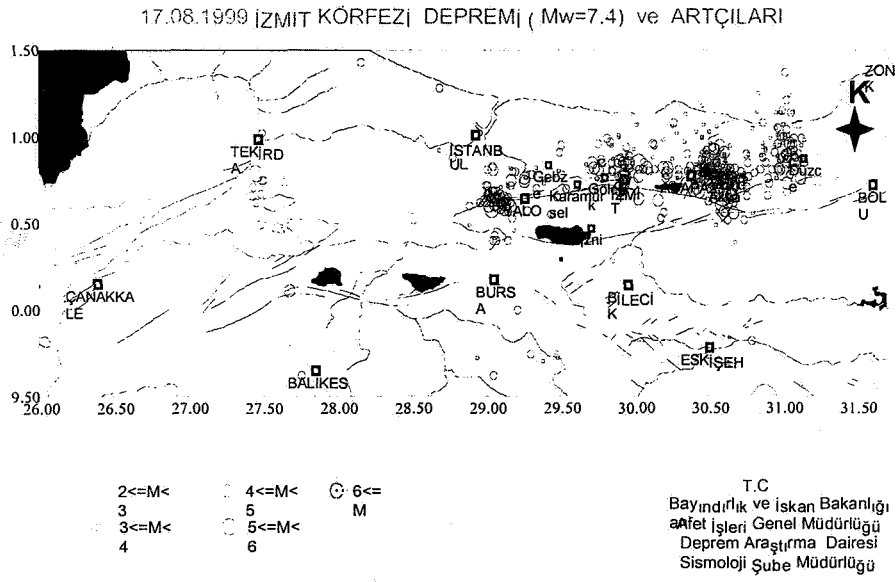 17.08.1999 İZMİT KÖRFEZİ DEPREMİ ( Mw=7.4) ve ARTÇILARI
1.50
ZON
K
K
1.00
TEKİRD
A
İSTANB
UL
Gebz
e
Düzc
e
Karamür
sel
k
Gölc
İZMİ
T
BOL
U
0.50
YALO
İzni
0.00
ÇANAKKA
LE
BURS
A
BİLECİ
K
ESKİŞEH
BALIKES
9.50
26.00 26.50 27.00 27.50 28.00 28.50 29.00 29.50 30.00 30.50 31.00 31.50
2<=M<
3
4<=M<
5
6<=
M
3<=M<
4
5<=M<
6
T.C
Bayındırlık ve İskan Bakanlığı
Afet İşleri Genel Müdürlüğü
Deprem Araştırma Dairesi
Sismoloji Şube Müdürlüğü